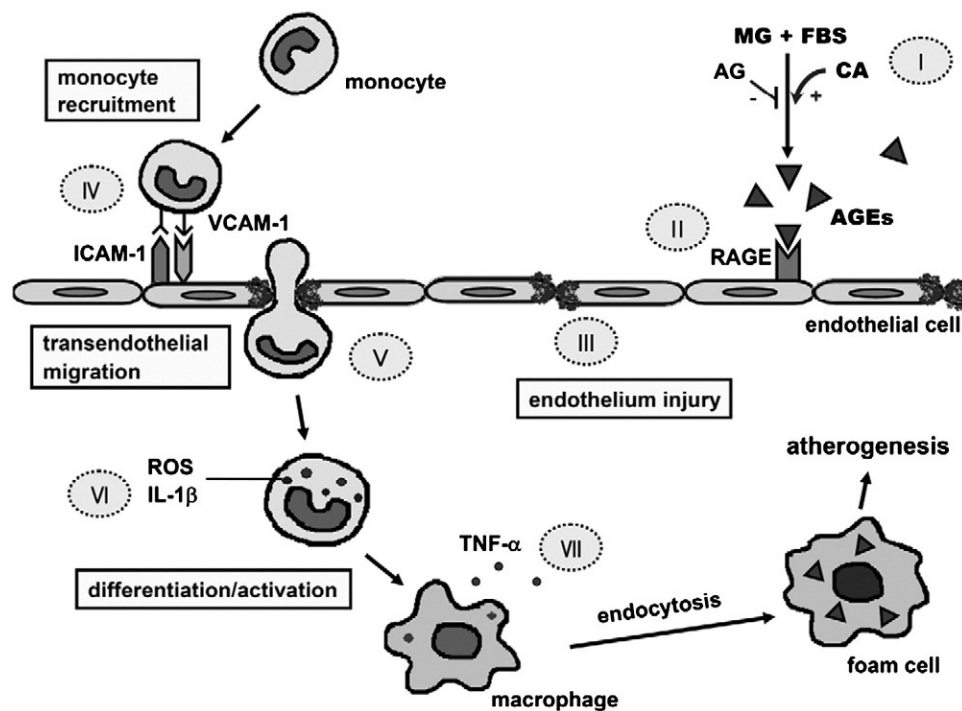 MG + FBS
I
AG
CA
-
+
monocyte
recruitment
monocyte
IV
VCAM-1
ICAM-1
II
AGEs
RAGE
endothelial cell
transendothelial
migration
V
III
endothelium injury
atherogenesis
ROS
IL-1β
VI
TNF-α
VII
differentiation/activation
endocytosis
foam cell
macrophage